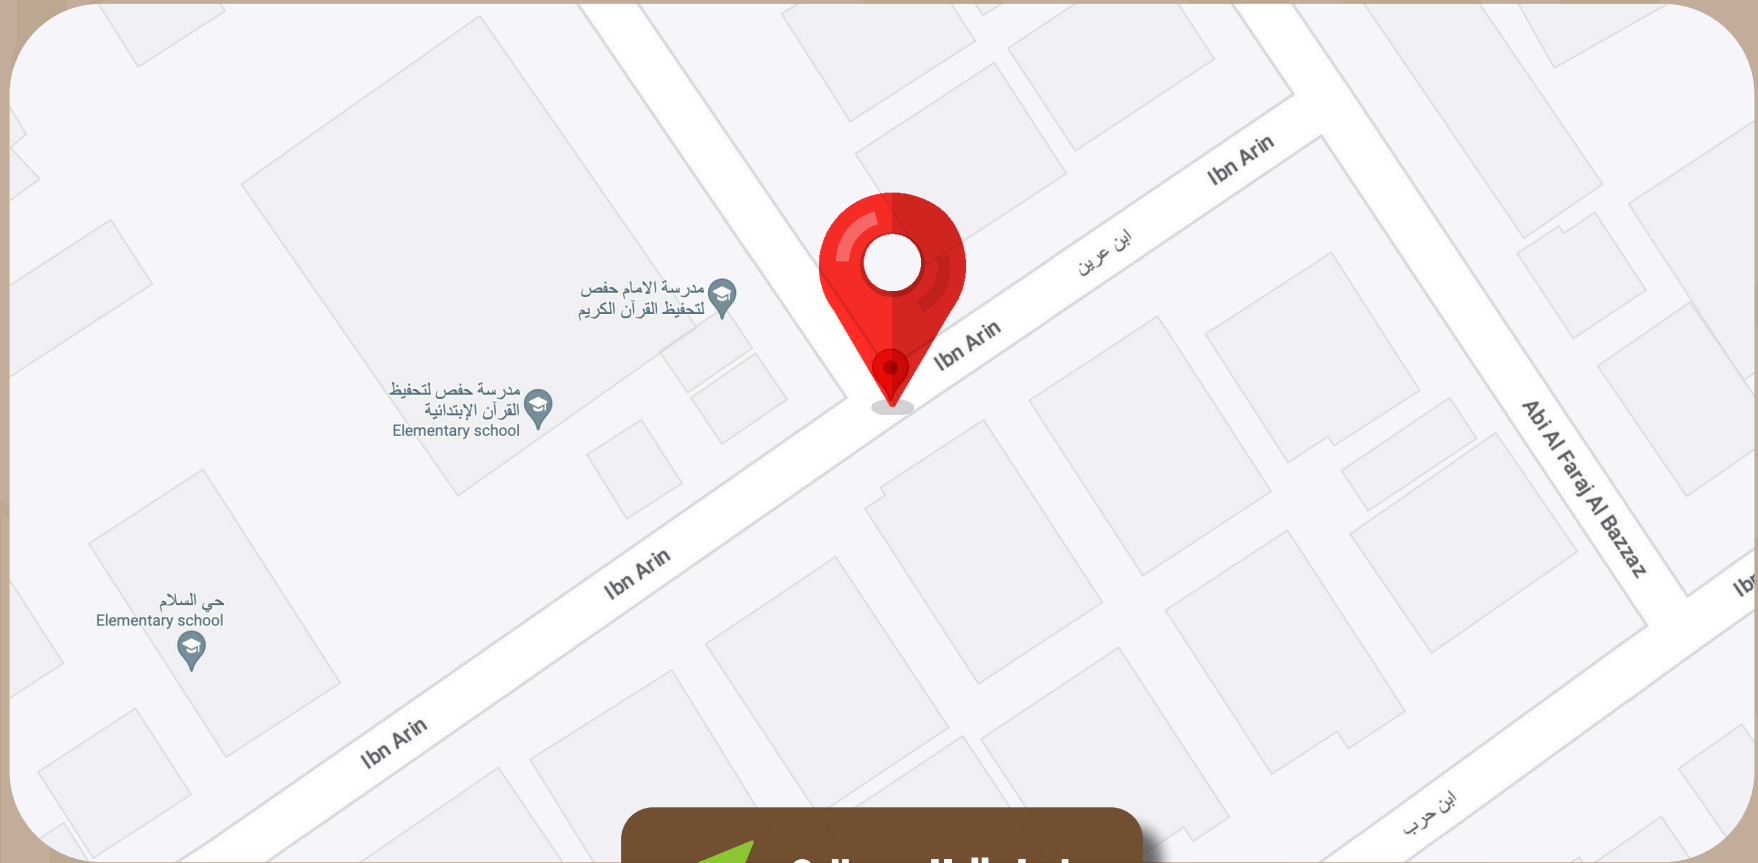 Ibn Arin
ابن عرين
مدرسة الامام حفص
لتحفيظ القرآن الكريم
Ibn Arin
مدرسة حفص لتحفيظ
القرآن الإبتدائية
Elementary school
Abi Al Faraj Al Bazzaz
Ibn Arin
حي السلام
Elementary school
Ibn Arin
ابن حرب